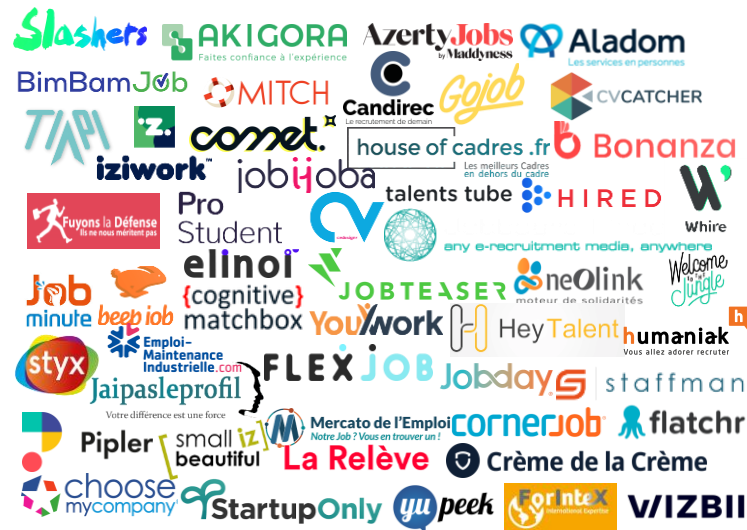 Slashers
AKIGORA
Faites confiance à l'expérience
AzertyJobs
by Maddyness
Aladom
Les services en personnes
BimBamJob
MITCH
Candirec
Le recrutement de demain
Gojob
CVCATCHER
TIAPI
z.
iziwork™
comet.
house of cadres .fr
Les meilleurs Cadres
en dehors du cadre
Bonanza
jobijoba
talents tube
HIRED
Whire
Fuyons la Défense
Ils ne nous méritent pas
Pro
Student
any e-recruitment media, anywhere
elinoi
{cognitive}
matchbox
JOBTEASER
neOlink
moteur de solidarités
Welcome
to the
Jungle
Job
minute
beep job
YouWork
HeyTalent
h
humaniak
Vous allez adorer recruter
styx
Emploi-
Maintenance
Industrielle.com
Jaipasleprofil
Votre différence est une force
FLEXJOB
Jobday
S
staffman
Pipler
small iz
beautiful
M
Mercato de l'Emploi
Notre Job ? Vous en trouver un !
CORNERJOB
flatchr
La Relève
Crème de la Crème
choose
mycompany
StartupOnly
yupeek
ForInteX
International Expertise
WIZBII